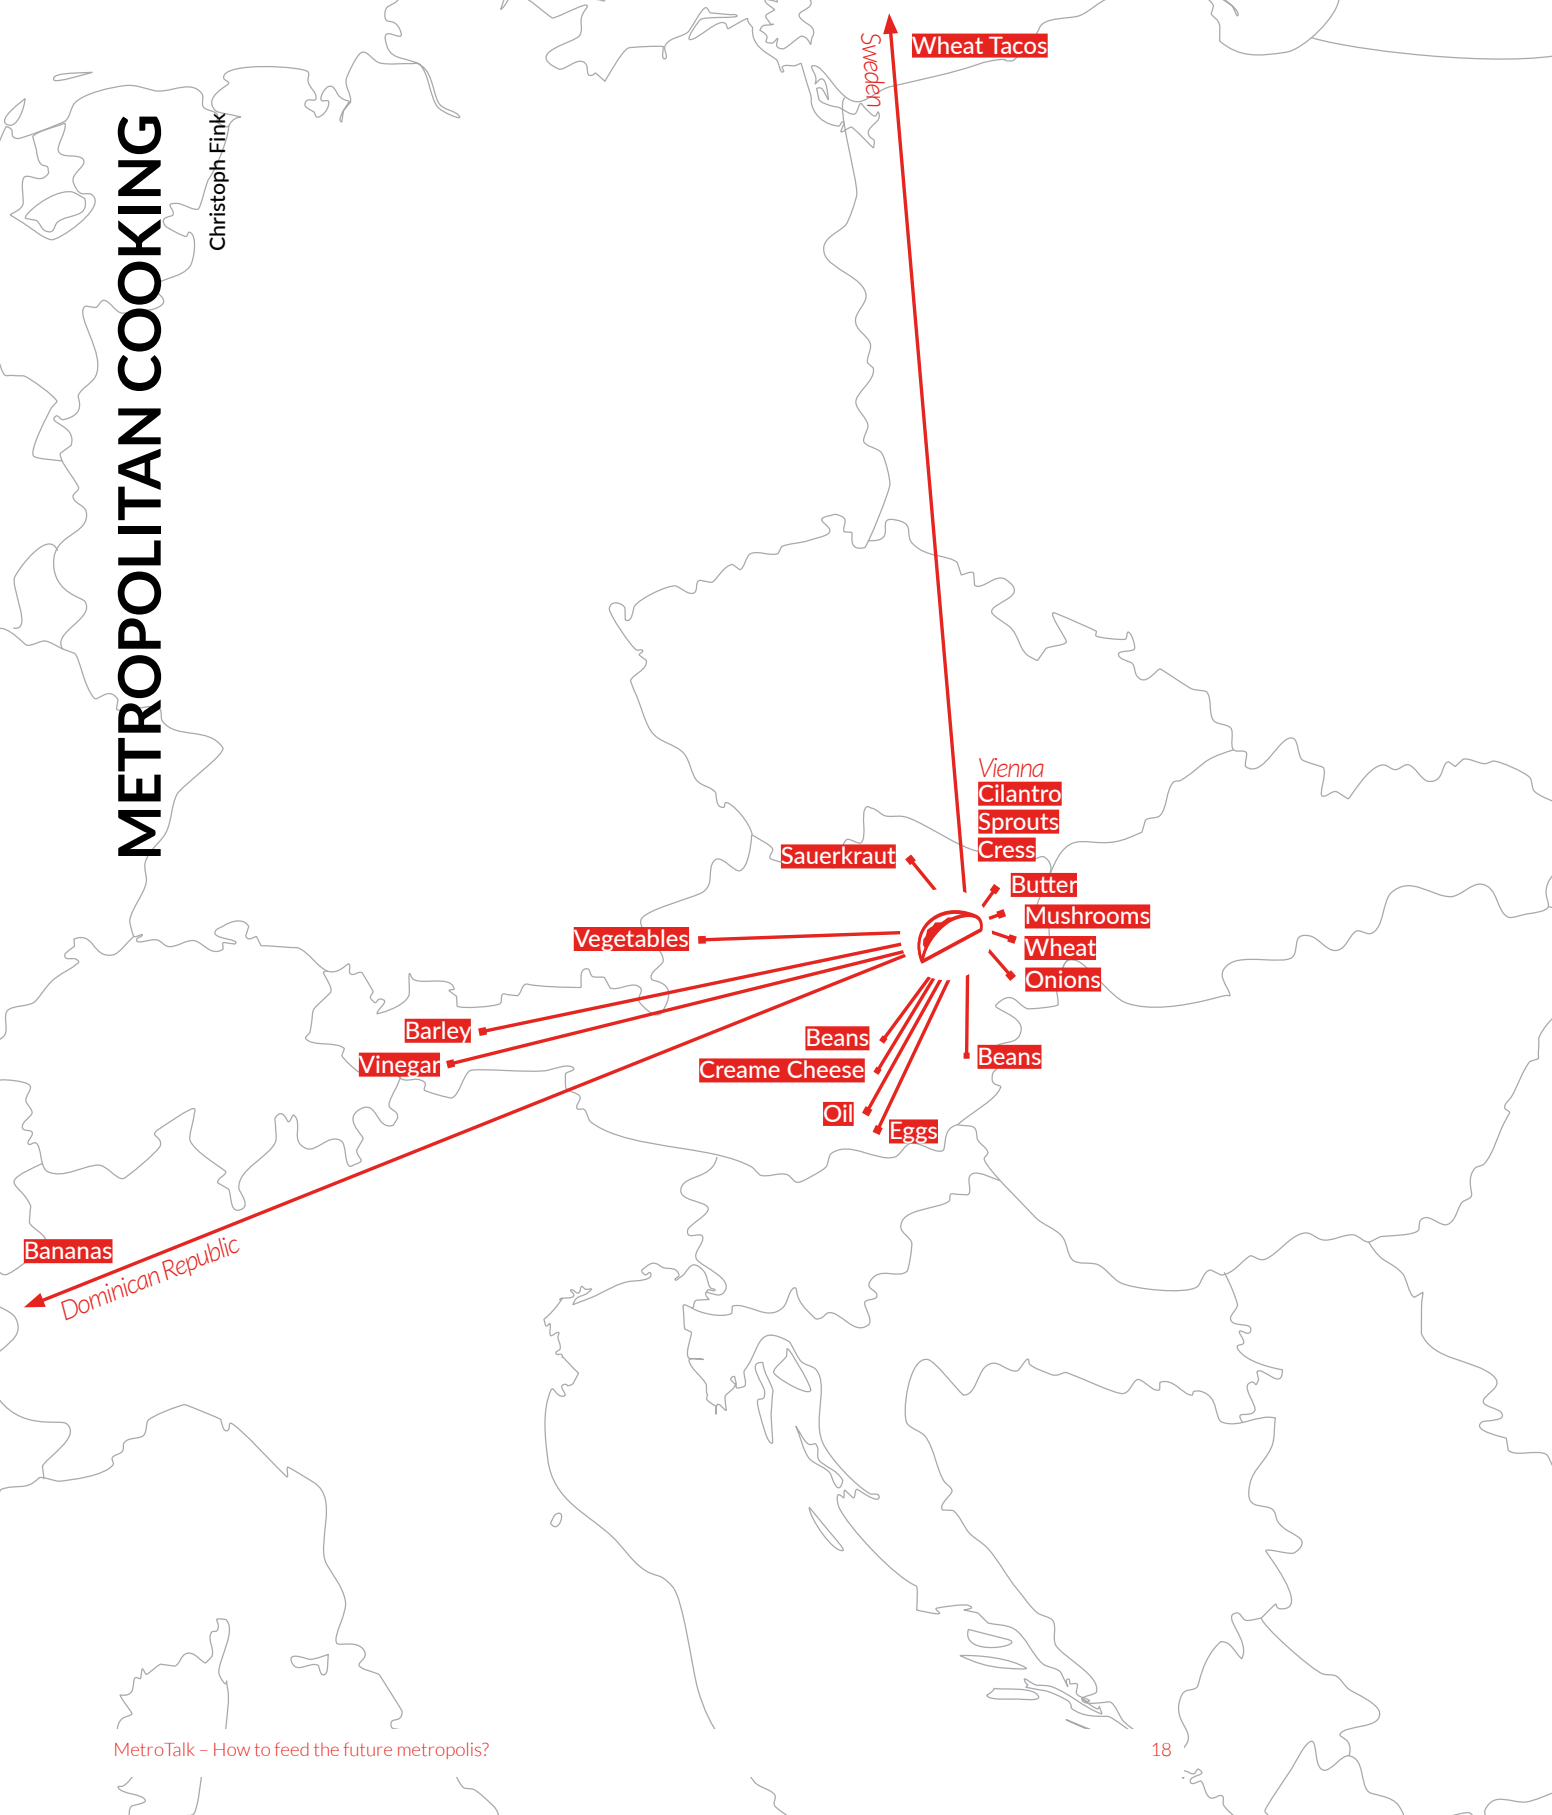 METROPOLITAN COOKING
Christoph Fink
Sweden
Wheat Tacos
Vienna
Cilantro
Sprouts
Cress
Sauerkraut
Butter
Mushrooms
Vegetables
Wheat
Onions
Barley
Beans
Vinegar
Creame Cheese
Beans
Oil
Eggs
Bananas
Dominican Republic
MetroTalk – How to feed the future metropolis?
18